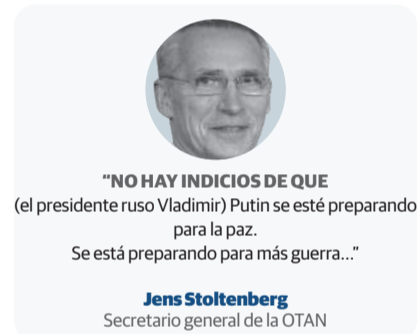 “NO HAY INDICIOS DE QUE
(el presidente ruso Vladimir) Putin se esté preparando
para la paz.
Se está preparando para más guerra...”
Jens Stoltenberg
Secretario general de la OTAN